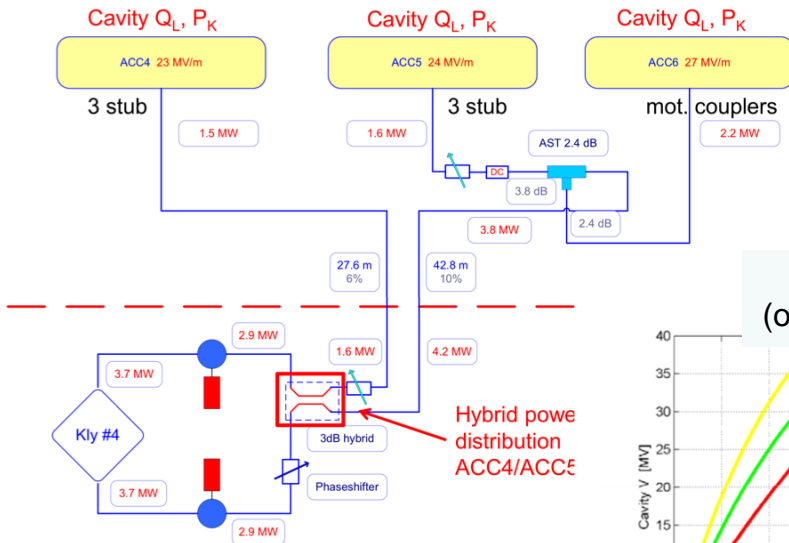 Cavity QL, PK
Cavity QL, PK
Cavity QL, PK
ACC4 23 MV/m
ACC5 24 MV/m
ACC6 27 MV/m
3 stub
3 stub
mot. couplers
1.5 MW
1.6 MW
AST 2.4 dB
2.2 MW
DC
3.8 dB
2.4 dB
3.8 MW
27.6 m
6%
42.8 m
10%
(o
2.9 MW
1.6 MW
4.2 MW
3.7 MW
Kly #4
3dB hybrid
Hybrid powe
distribution
ACC4/ACC5
Phaseshifter
3.7 MW
2.9 MW
Cavity V [MV]
40
35
30
25
20
15